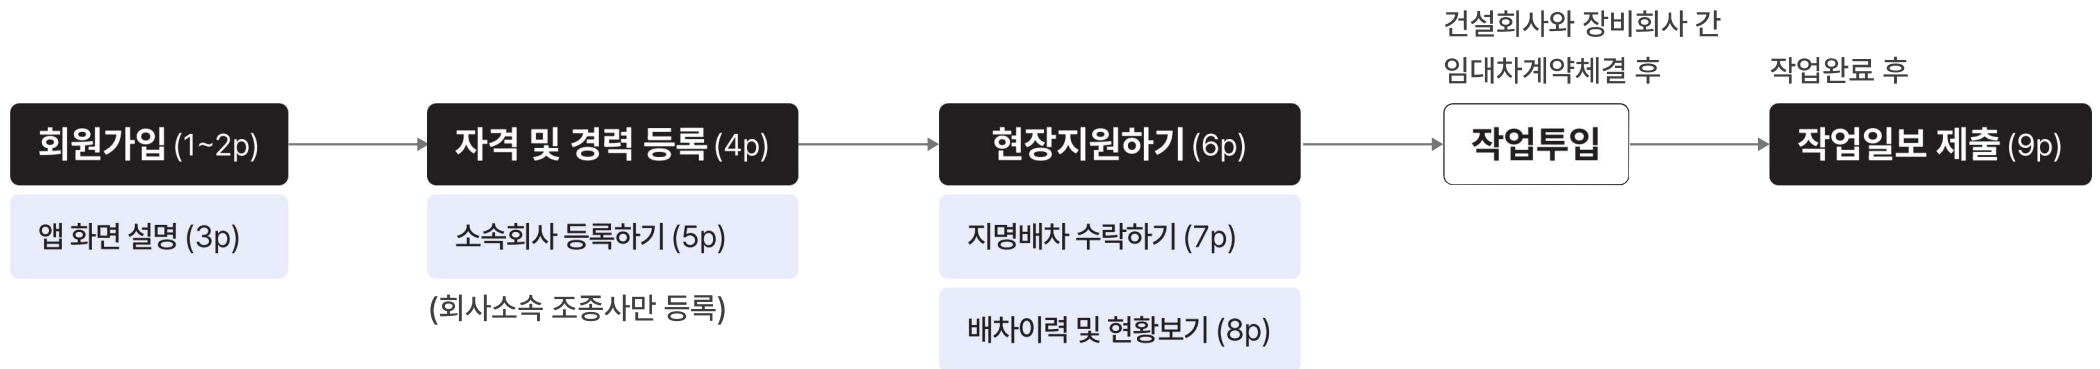 건설회사와 장비회사 간
임대차계약체결 후
작업완료 후
회원가입 (1~2p)
자격 및 경력 등록 (4p)
현장지원하기 (6p)
작업투입
작업일보 제출 (9p)
앱 화면 설명 (3p)
소속회사 등록하기 (5p)
지명배차 수락하기 (7p)
(회사소속 조종사만 등록)
배차이력 및 현황보기 (8p)